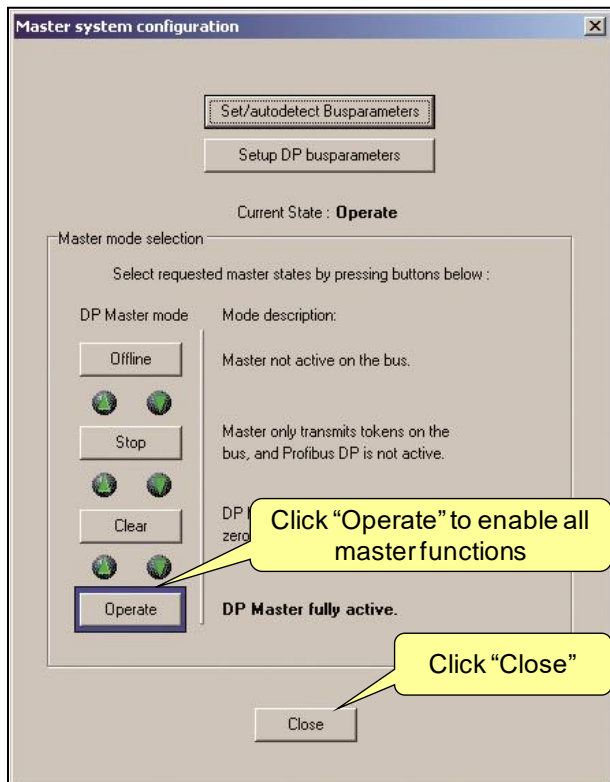 Master system configuration
Set/autodetect Busparameters
Setup DP busparameters
Current State : Operate
Master mode selection
Select requested master states by pressing buttons below :
DP Master mode Mode description:
Offline Master not active on the bus.
Stop Master only transmits tokens on the
bus, and Profibus DP is not active.
Clear DP
zero
Click “Operate” to enable all
master functions
Operate DP Master fully active.
Click “Close”
Close